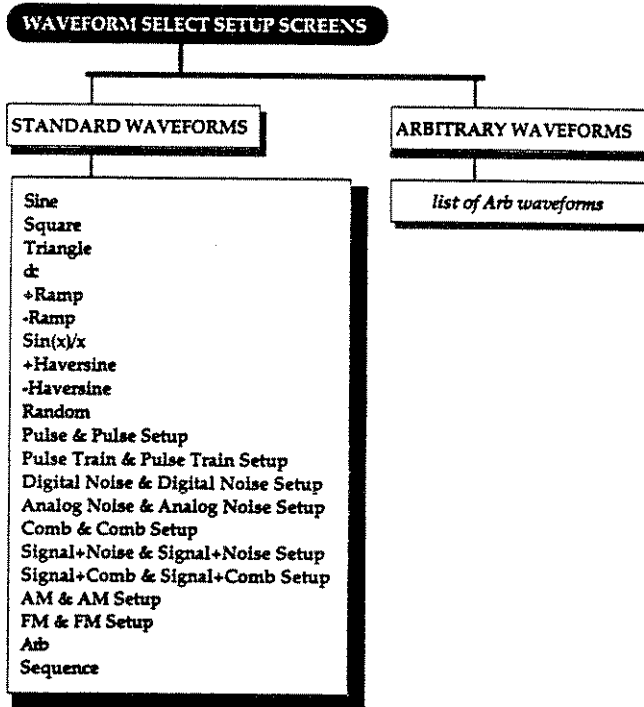 WAVEFORM SELECT SETUP SCREENS
STANDARD WAVEFORMS
Sine
Square
Triangle
dc
+Ramp
-Ramp
Sin(x)/x
+Haversine
-Haversine
Random
Pulse & Pulse Setup
Pulse Train & Pulse Train Setup
Digital Noise & Digital Noise Setup
Analog Noise & Analog Noise Setup
Comb & Comb Setup
Signal+Noise & Signal+Noise Setup
Signal+Comb & Signal+Comb Setup
AM & AM Setup
FM & FM Setup
Arb
Sequence
ARBITRARY WAVEFORMS
list of Arb waveforms